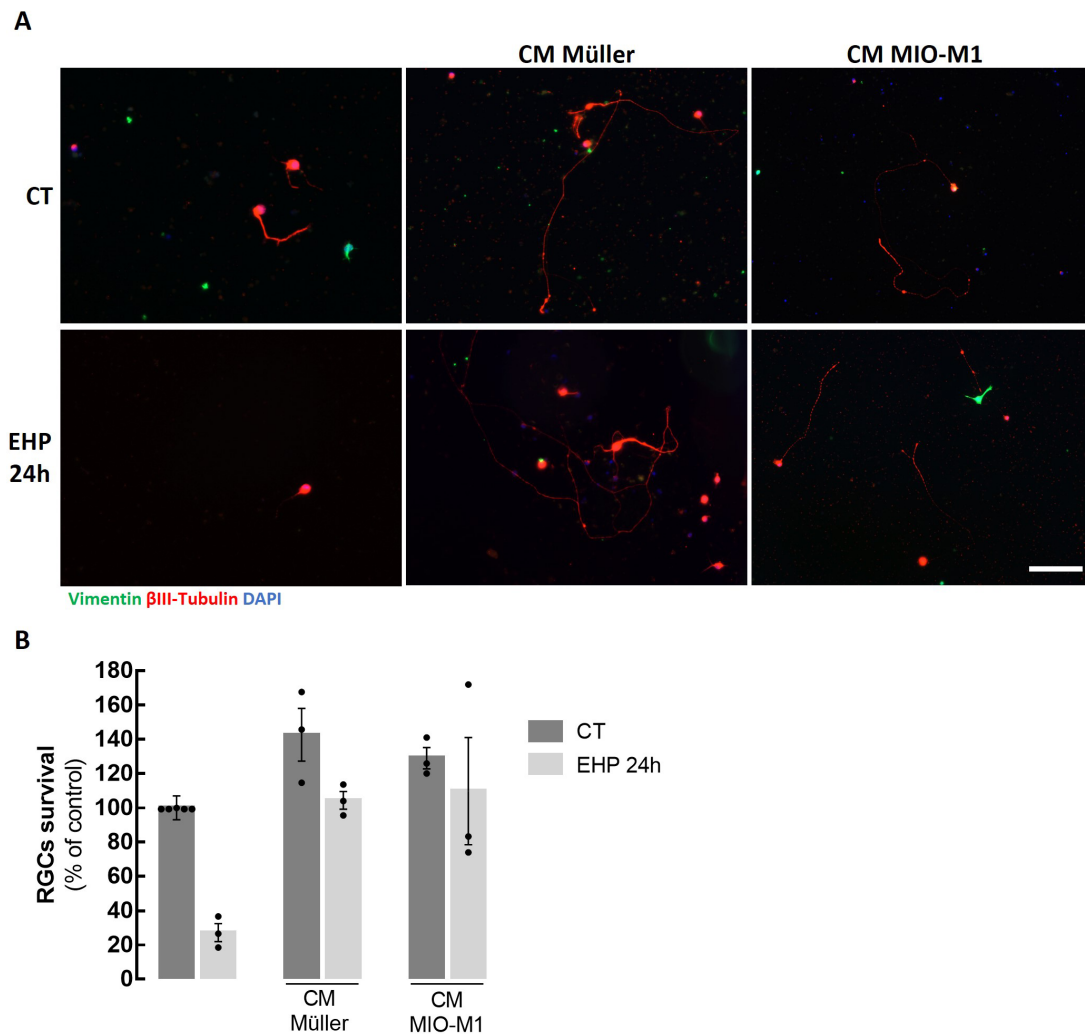 A
CM Müller
CM MIO-M1
CT
EHP
24h
Vimentin βIII-Tubulin DAPI
B
RGCs survival
(% of control)
180
160
140
120
100
80
60
40
20
0
CT
EHP 24h
CM
Müller
CM
MIO-M1